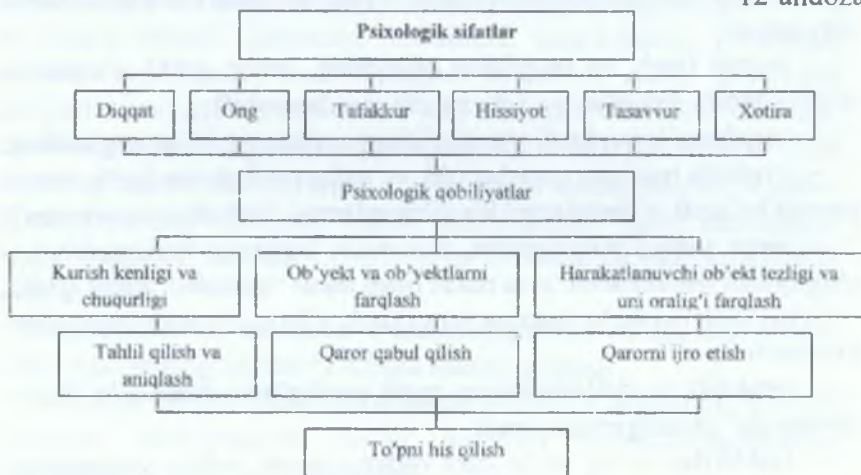 12-andoza
Psixologik sifatlar
Diqqat
Ong
Tafakkur
Hissiyot
Tasavvur
Xotira
Psixologik qobiliyatlar
Kurish kengligi va
chuqurligi
Ob'yekt va ob'yektlarni
farqlash
Harakatlanuvchi ob'ekt tezligi va
uni oralig'i farqlash
Tahlil qilish va
aniqlash
Qaror qabul qilish
Qarorni ijro etish
To'pni his qilish